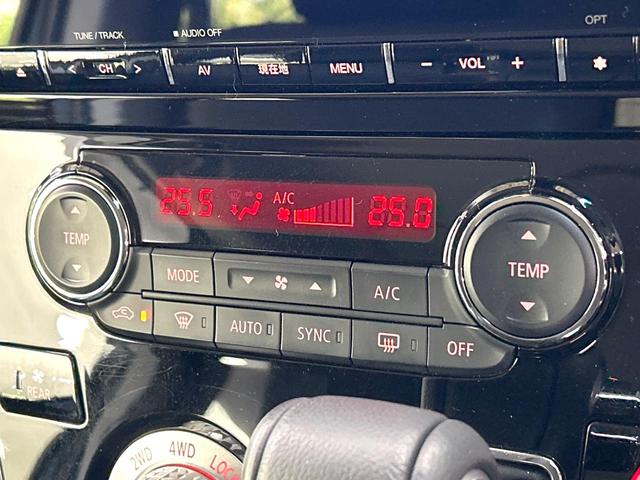 TUNE / TRACK
AUDIO OFF
OPT
< CH >
AV
現在地
MENU
- VOL +
25.5
A/C
25.0
TEMP
MODE
A/C
TEMP
AUTO
SYNC
OFF
REAR
2WD
4WD
LOCK